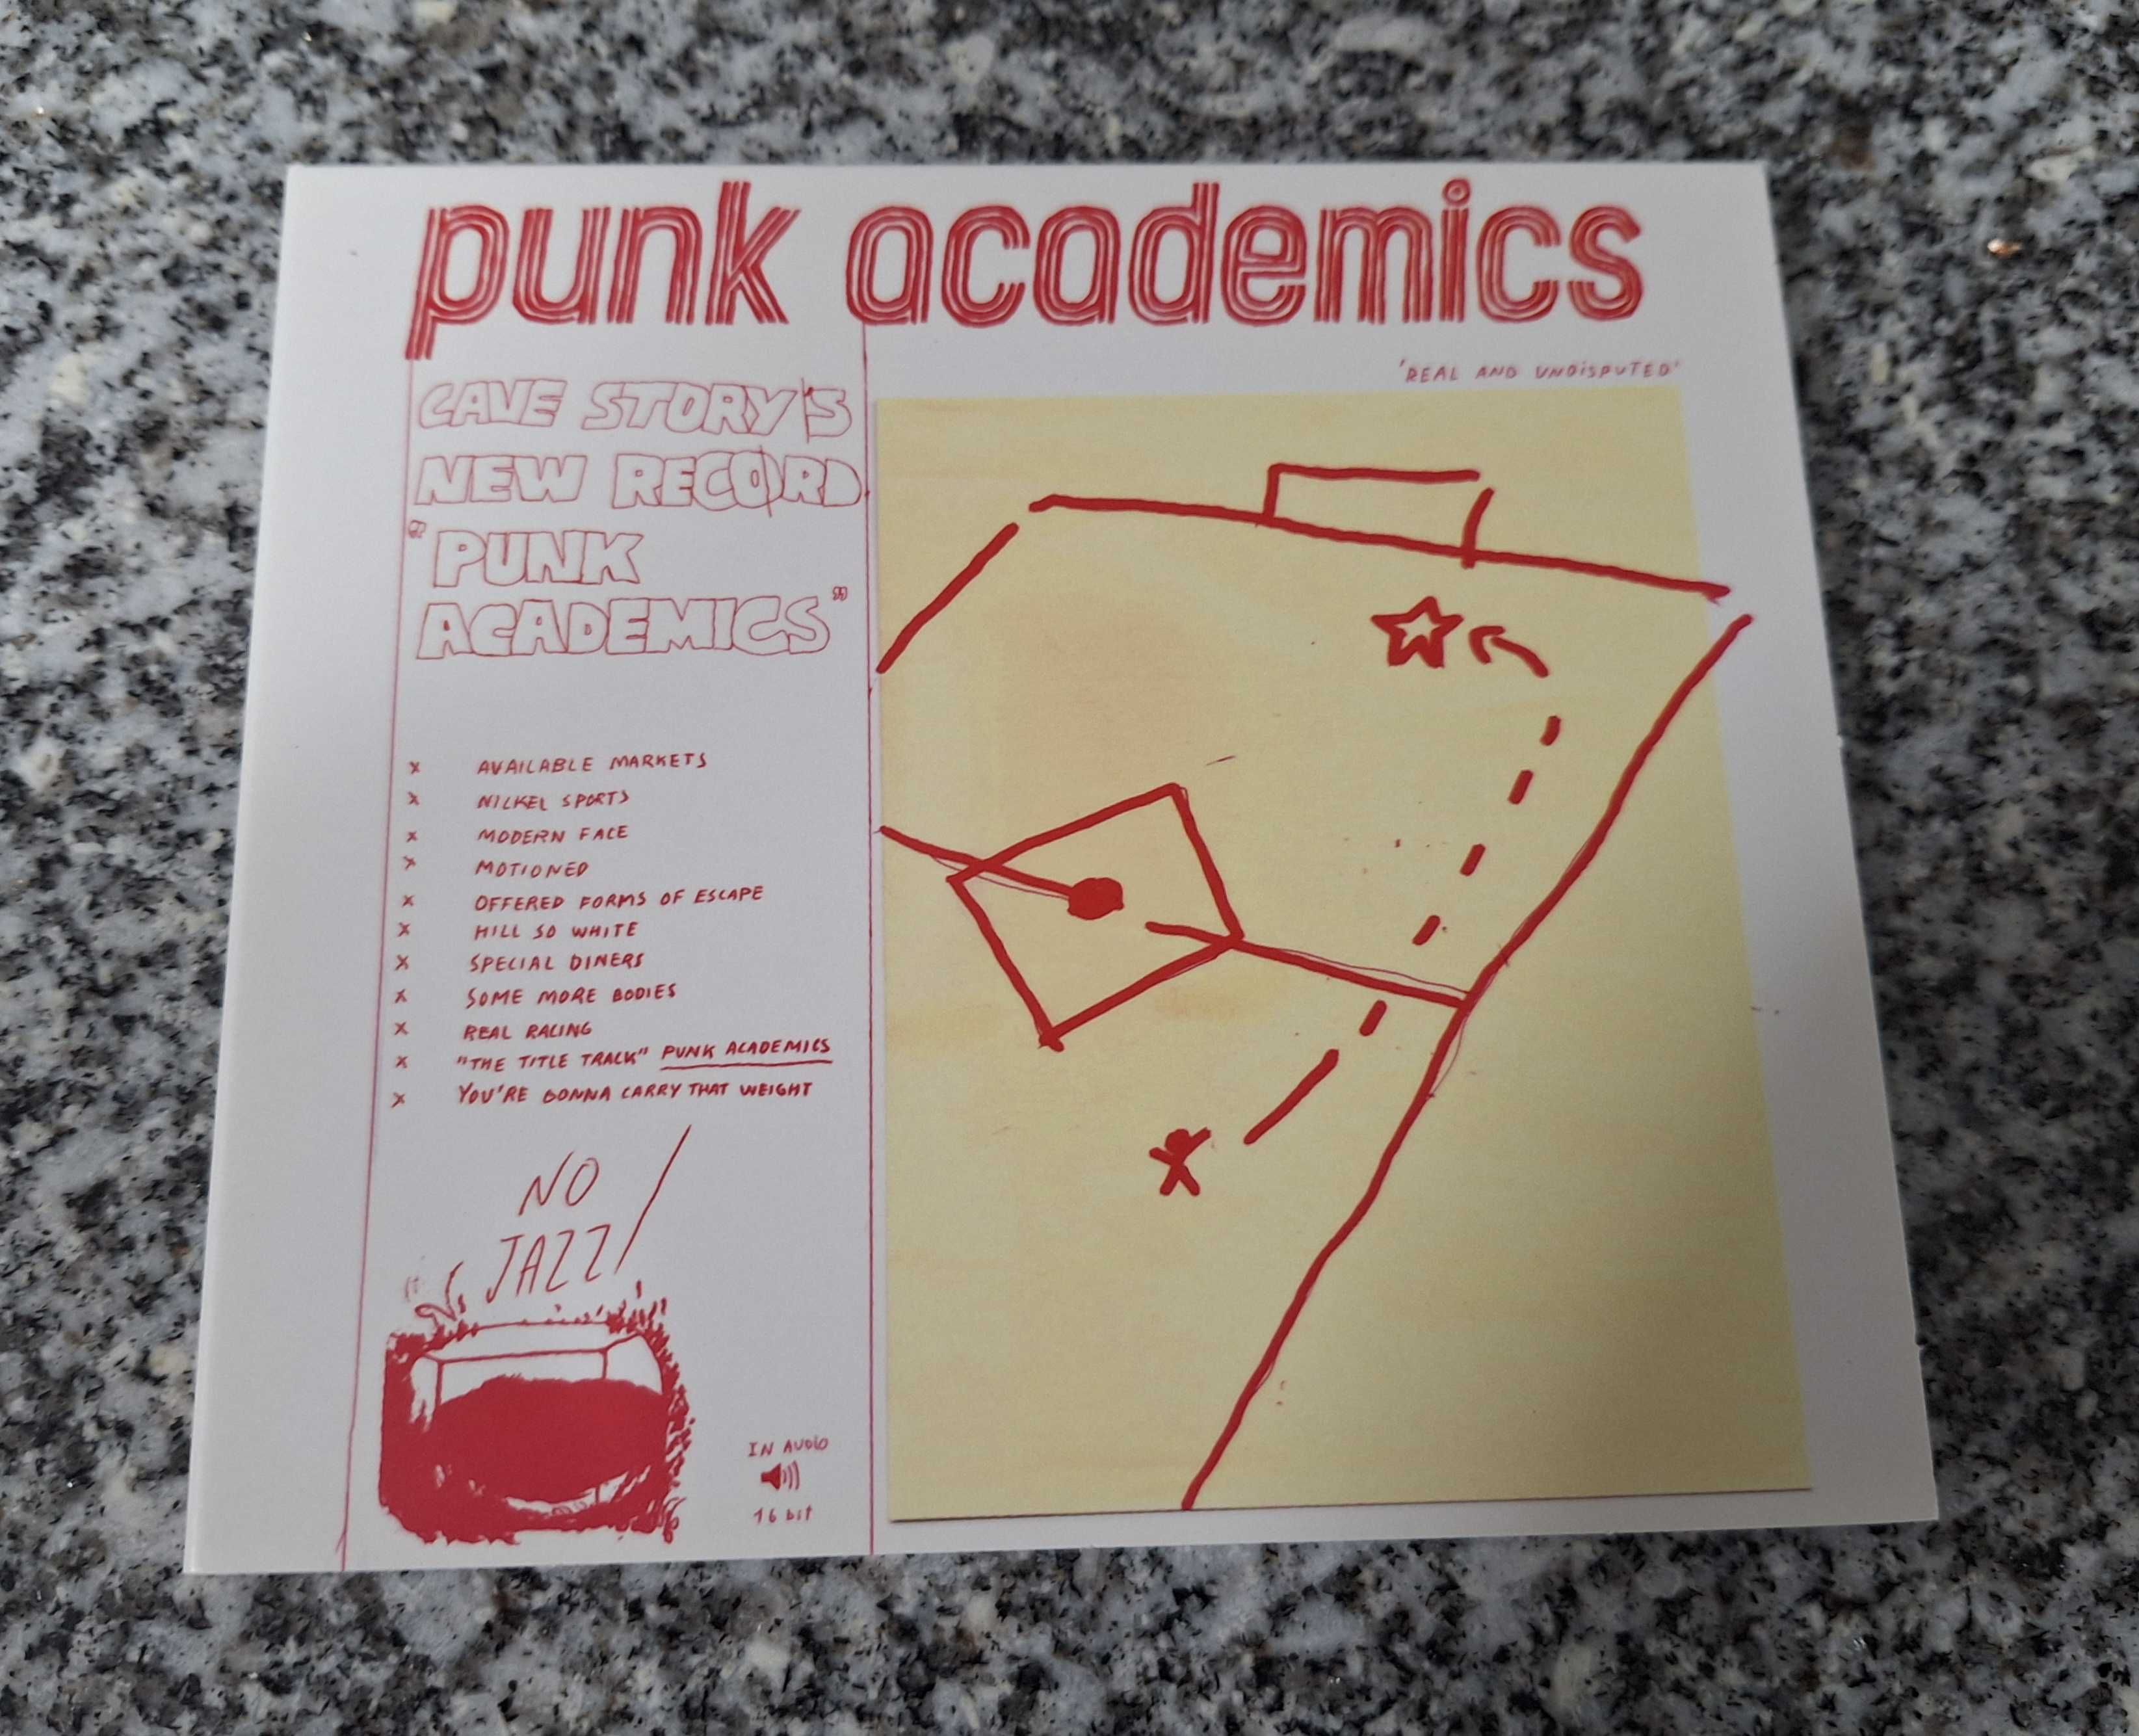 punk academics
'REAL AND UNDISPUTED'
CAVE STORY'S
NEW RECORD
"PUNK
ACADEMICS"
x AVAILABLE MARKETS
x NICKEL SPORTS
x MODERN FACE
x MOTIONED
x OFFERED FORMS OF ESCAPE
x HILL SO WHITE
x SPECIAL DINERS
x SOME MORE BODIES
x REAL RACING
x "THE TITLE TRACK" PUNK ACADEMICS
x YOU'RE GONNA CARRY THAT WEIGHT
NO
JAZZ
IN AUDIO
16 bit